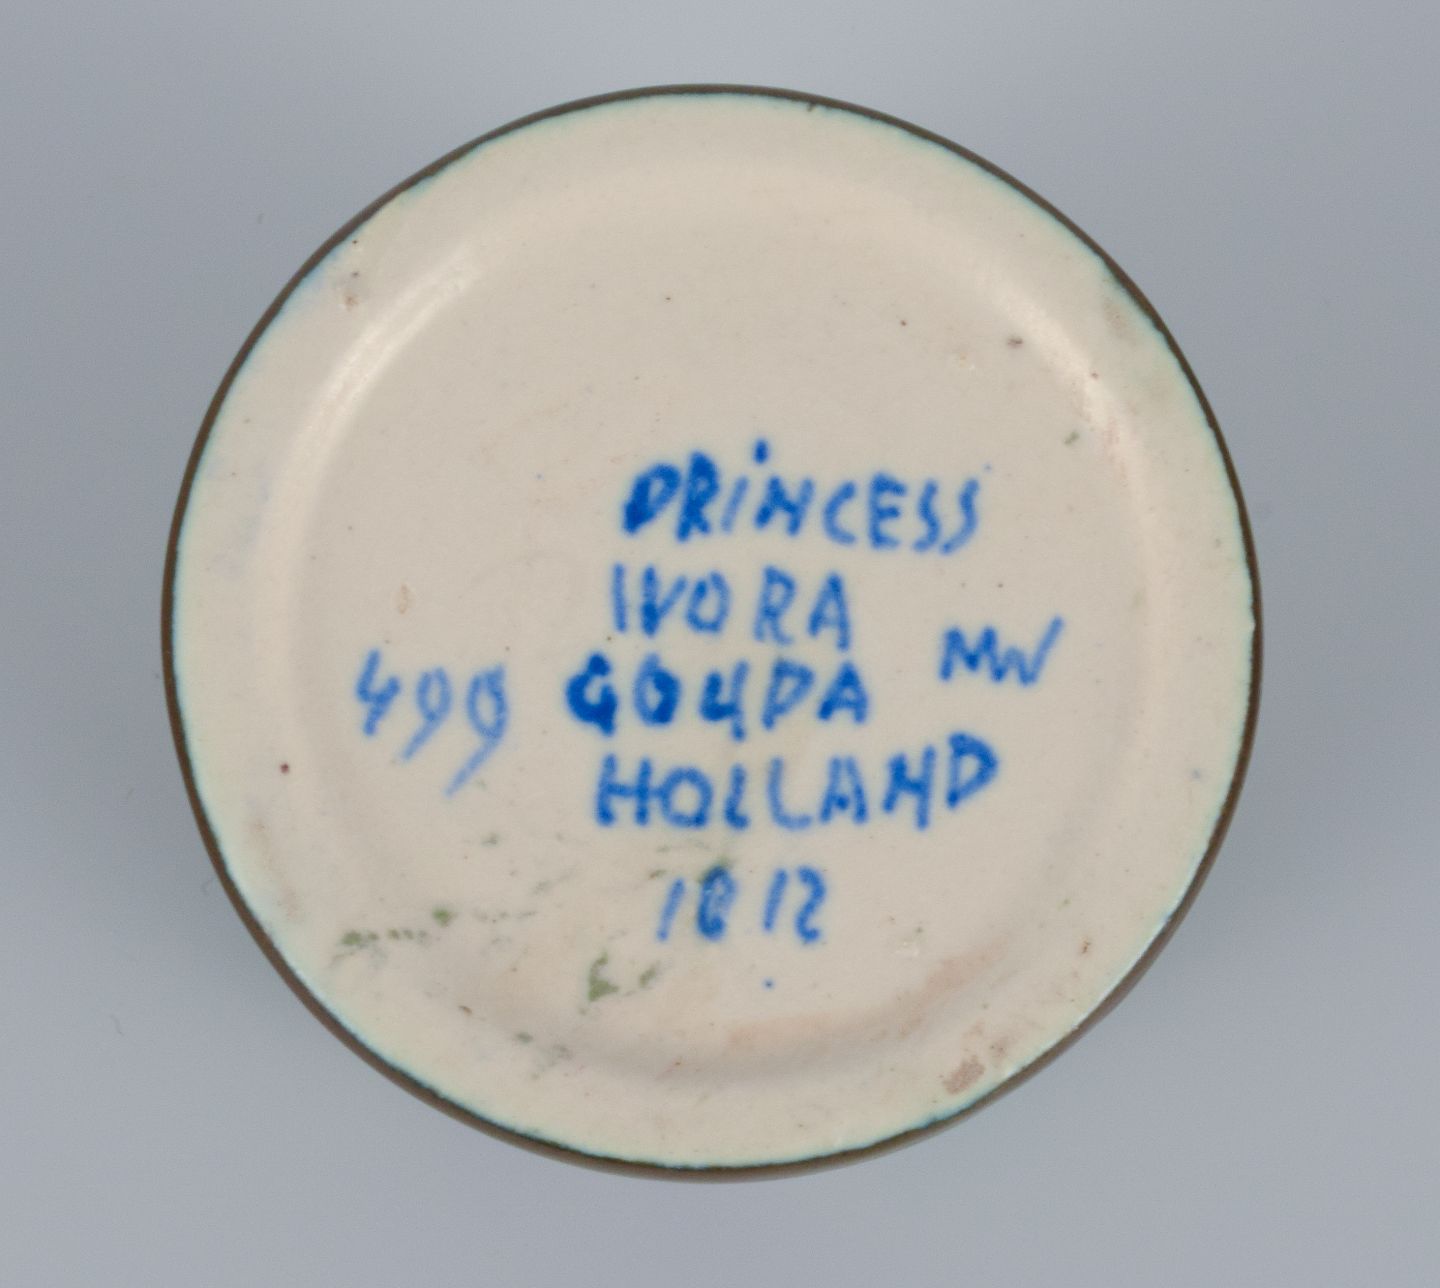 PRiNCESS
IVORA
GOUDA
HOLLAND
1812
499
MW